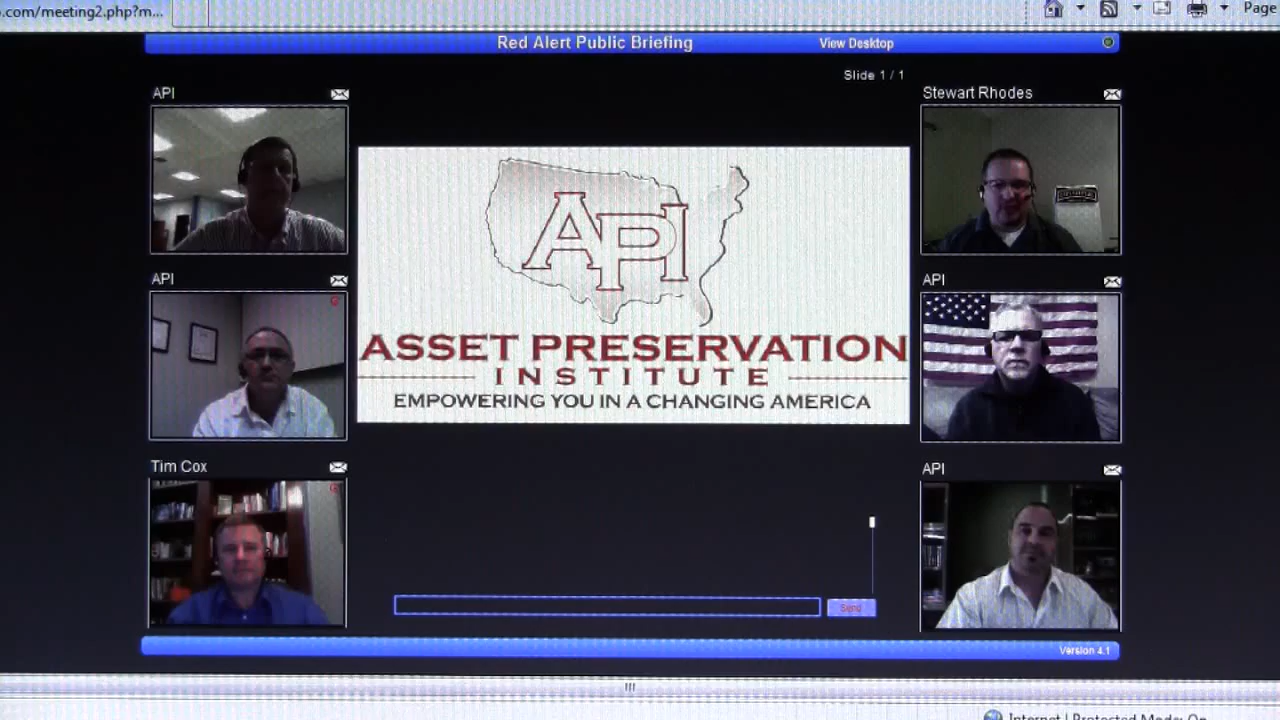 .com/meeting2.php?m...
Page
Red Alert Public Briefing
View Desktop
Slide 1 / 1
API
Stewart Rhodes
API
API
Tim Cox
API
API
ASSET PRESERVATION
INSTITUTE
EMPOWERING YOU IN A CHANGING AMERICA
Send
Version 4.1
Internet | Protected Mode: On